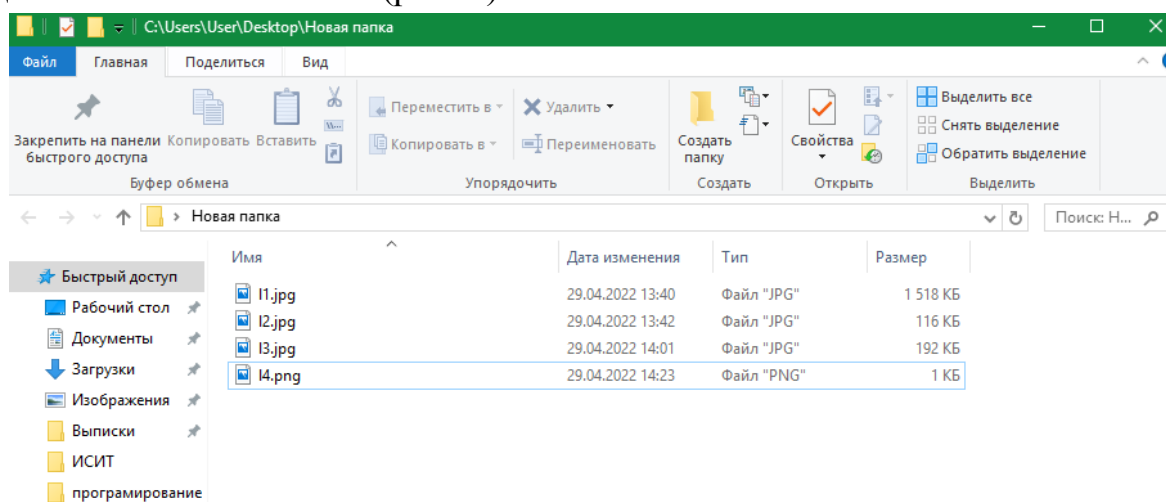 C:\Users\User\Desktop\Новая папка
Файл Главная Поделиться Вид
Закрепить на панели быстрого доступа
Копировать
Вставить
Переместить в
Копировать в
Удалить
Переименовать
Создать папку
Свойства
Выделить все
Снять выделение
Обратить выделение
Буфер обмена Упорядочить Создать Открыть Выделить
Новая папка
Поиск: Н...
Имя Дата изменения Тип Размер
Быстрый доступ
Рабочий стол
Документы
Загрузки
Изображения
Выписки
ИСИТ
програмирование
I1.jpg 29.04.2022 13:40 Файл "JPG" 1 518 КБ
I2.jpg 29.04.2022 13:42 Файл "JPG" 116 КБ
I3.jpg 29.04.2022 14:01 Файл "JPG" 192 КБ
I4.png 29.04.2022 14:23 Файл "PNG" 1 КБ